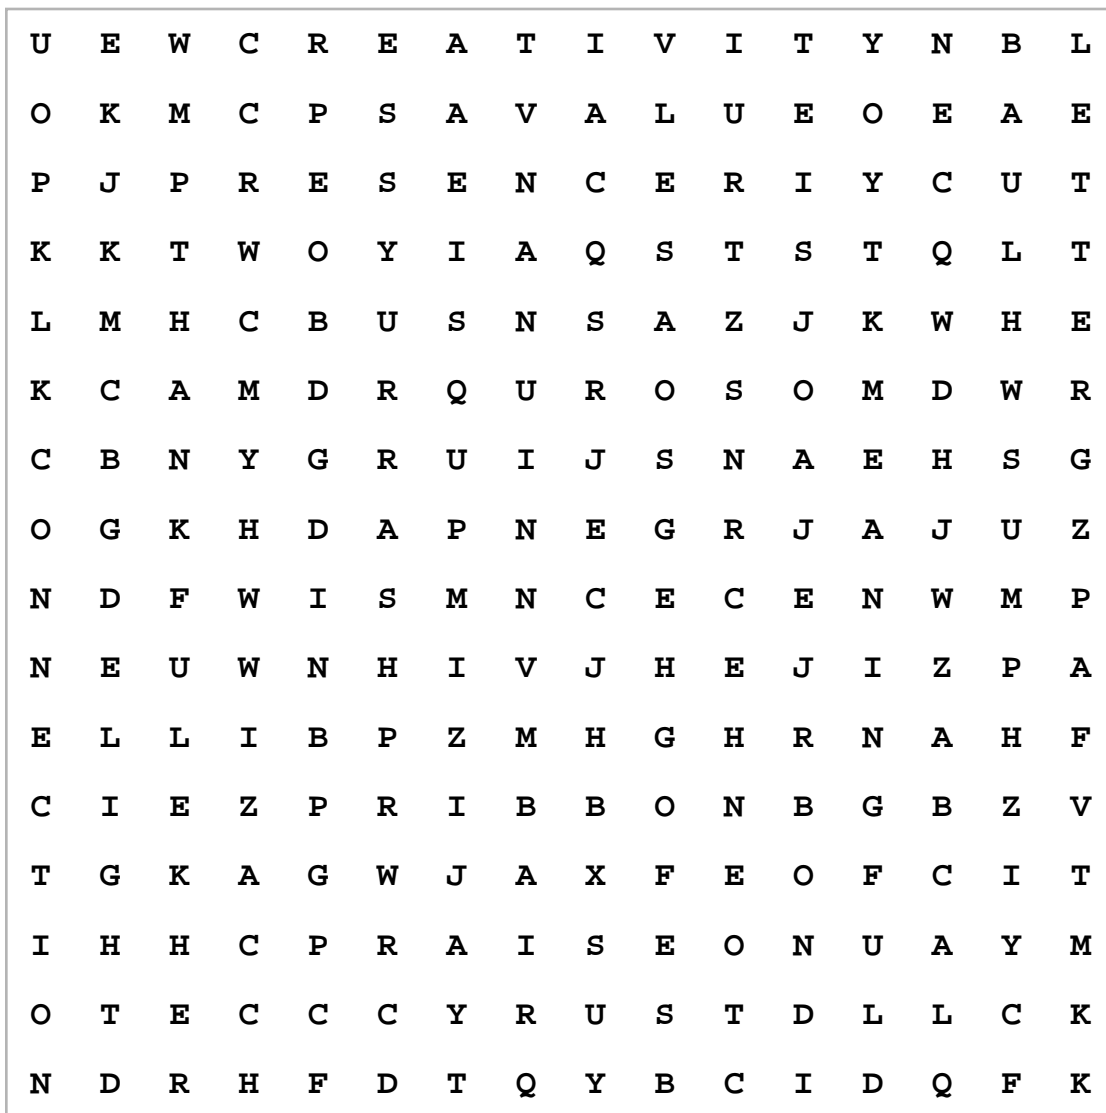 U E W C R E A T I V I T Y N B L
O K M C P S A V A L U E O E A E
P J P R E S E N C E R I Y C U T
K K T W O Y I A Q S T S T Q L T
L M H C B U S N S A Z J K W H E
K C A M D R Q U R O S O M D W R
C B N Y G R U I J S N A E H S G
O G K H D A P N E G R J A J U Z
N D F W I S M N C E C E N W M P
N E U W N H I V J H E J I Z P A
E L L I B P Z M H G H R N A H F
C I E Z P R I B B O N B G B Z V
T G K A G W J A X F E O F C I T
I H H C P R A I S E O N U A Y M
O T E C C C Y R U S T D L L C K
N D R H F D T Q Y B C I D Q F K